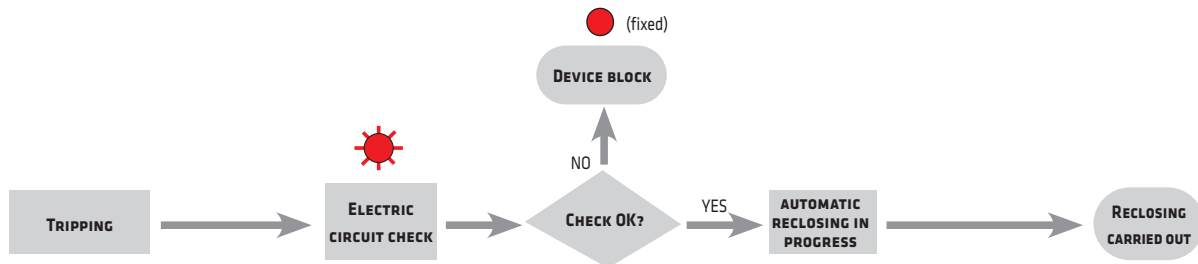 (fixed)
DEVICE BLOCK
NO
TRIPPING
ELECTRIC
CIRCUIT CHECK
CHECK OK?
YES
AUTOMATIC
RECLOSING IN
PROGRESS
RECLOSING
CARRIED OUT